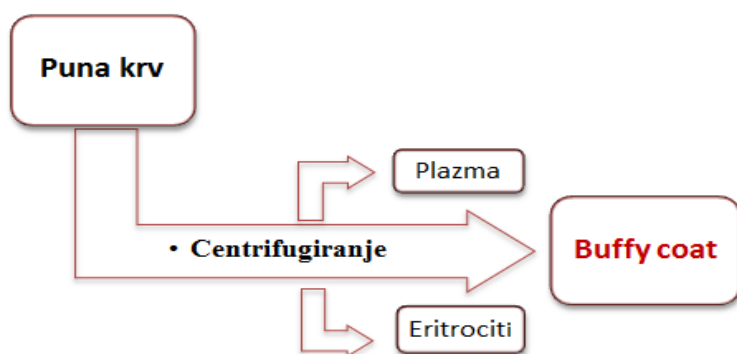 Puna krv
Plazma
• Centrifugiranje
Buffy coat
Eritrociti